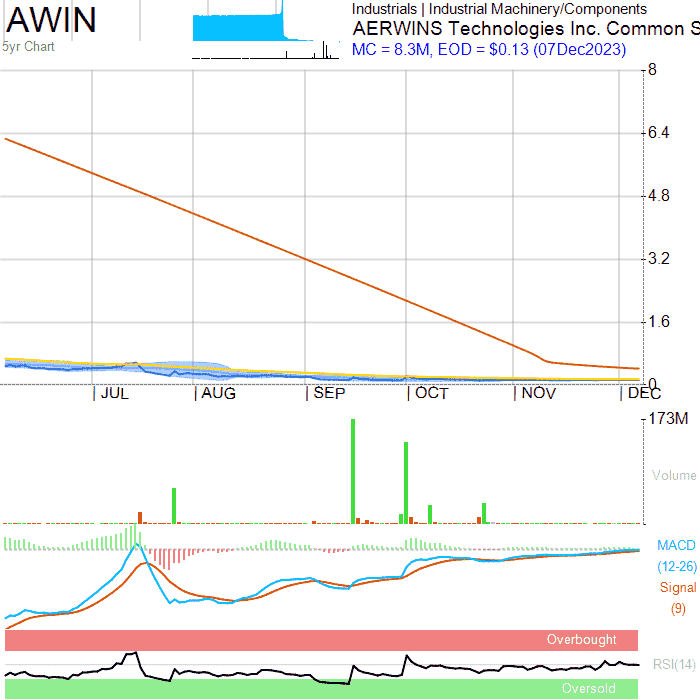 AWIN
5yr Chart
Industrials | Industrial Machinery/Components
AERWINS Technologies Inc. Common S
MC = 8.3M, EOD = $0.13 (07Dec2023)
8
6.4
4.8
3.2
1.6
0
JUL AUG SEP OCT NOV DEC
173M
Volume
MACD
(12-26)
Signal
(9)
Overbought
RSI(14)
Oversold